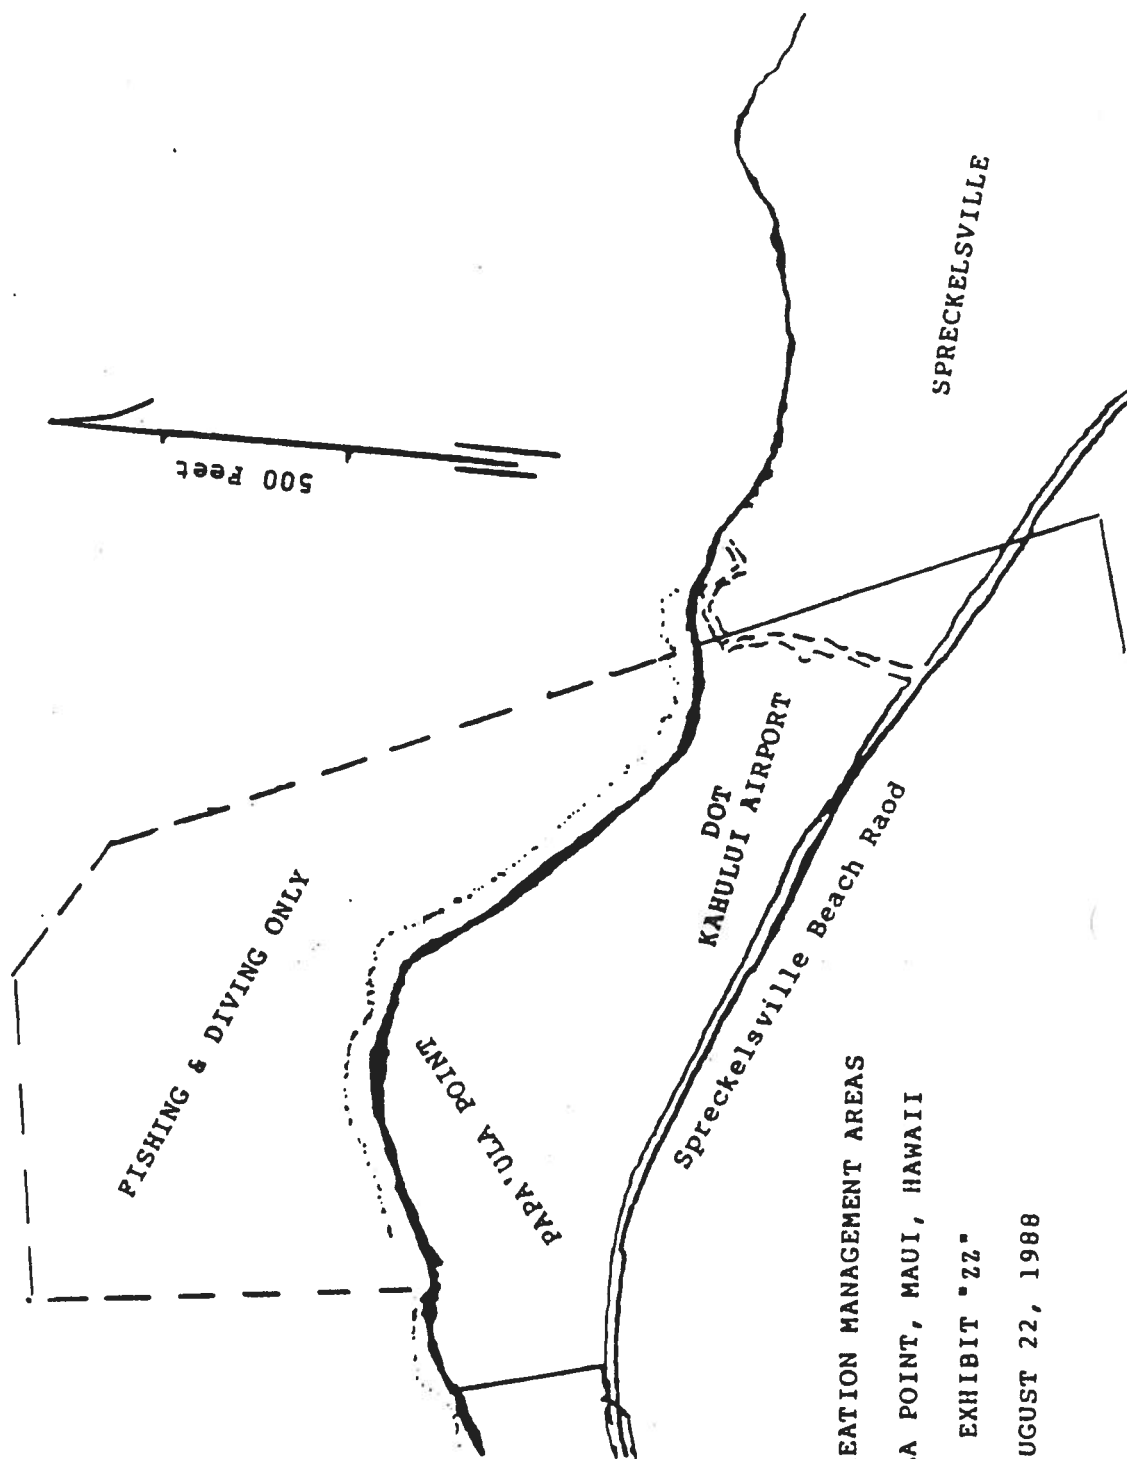 500 Feet
FISHING & DIVING ONLY
PAPA'ULA POINT
DOT
KAHULUI AIRPORT
SPRECKELSVILLE
Spreckelsville Beach Raod
EATION MANAGEMENT AREAS
A POINT, MAUI, HAWAII
EXHIBIT "ZZ"
UGUST 22, 1988